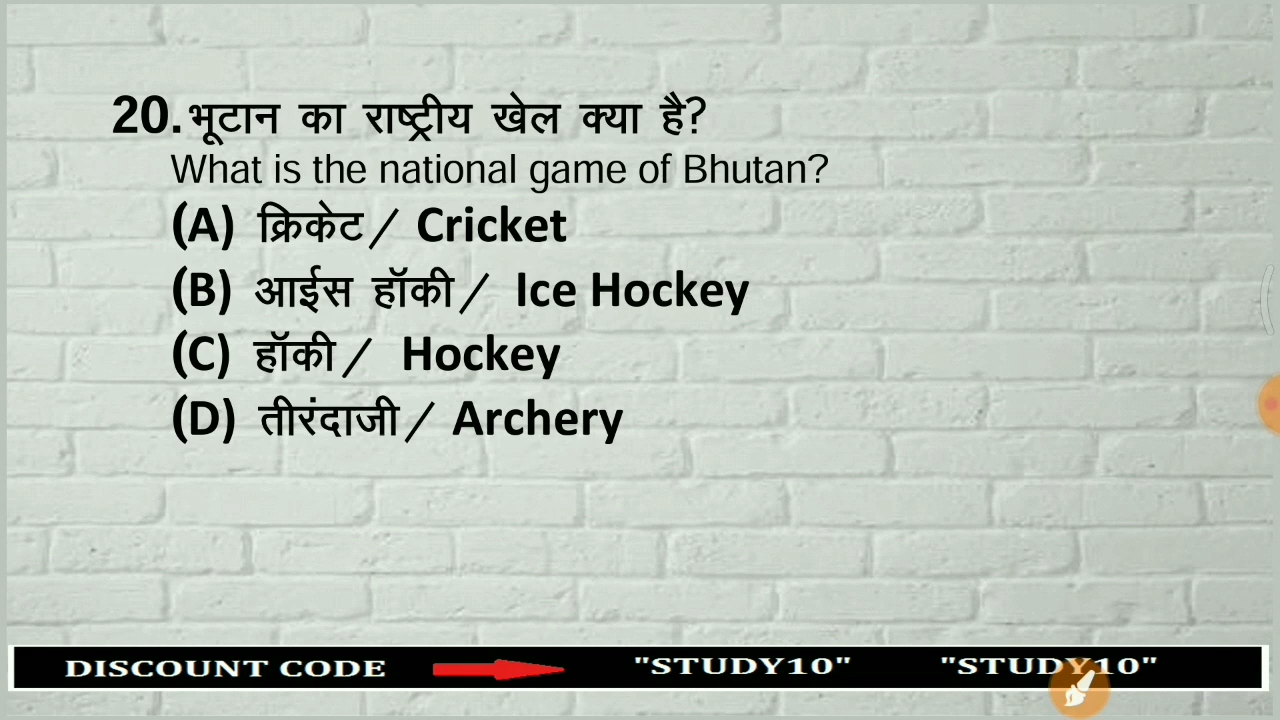 20. भूटान का राष्ट्रीय खेल क्या है?
What is the national game of Bhutan?
(A) क्रिकेट / Cricket
(B) आईस हॉकी / Ice Hockey
(C) हॉकी / Hockey
(D) तीरंदाजी / Archery
DISCOUNT CODE "STUDY10" "STUDY10"